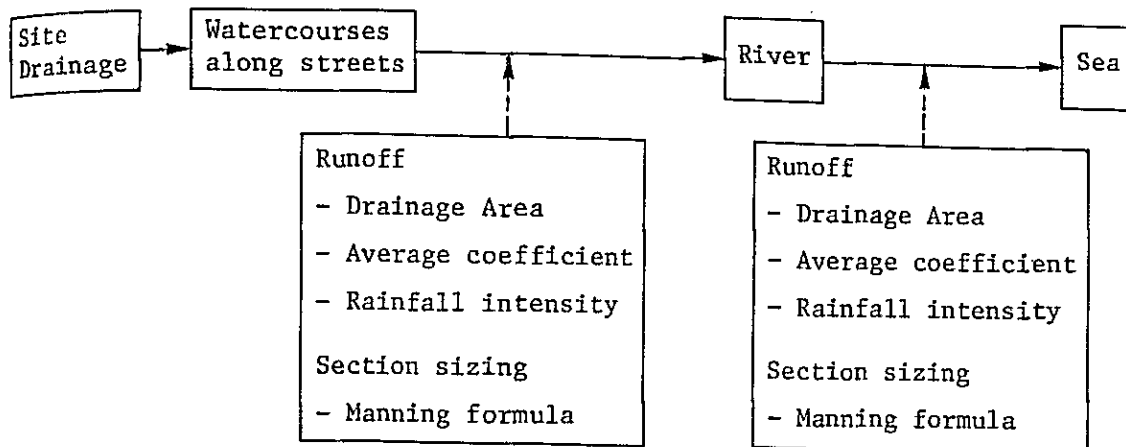 Site
Drainage
Watercourses
along streets
River
Sea
Runoff
- Drainage Area
- Average coefficient
- Rainfall intensity
Section sizing
- Manning formula
Runoff
- Drainage Area
- Average coefficient
- Rainfall intensity
Section sizing
- Manning formula